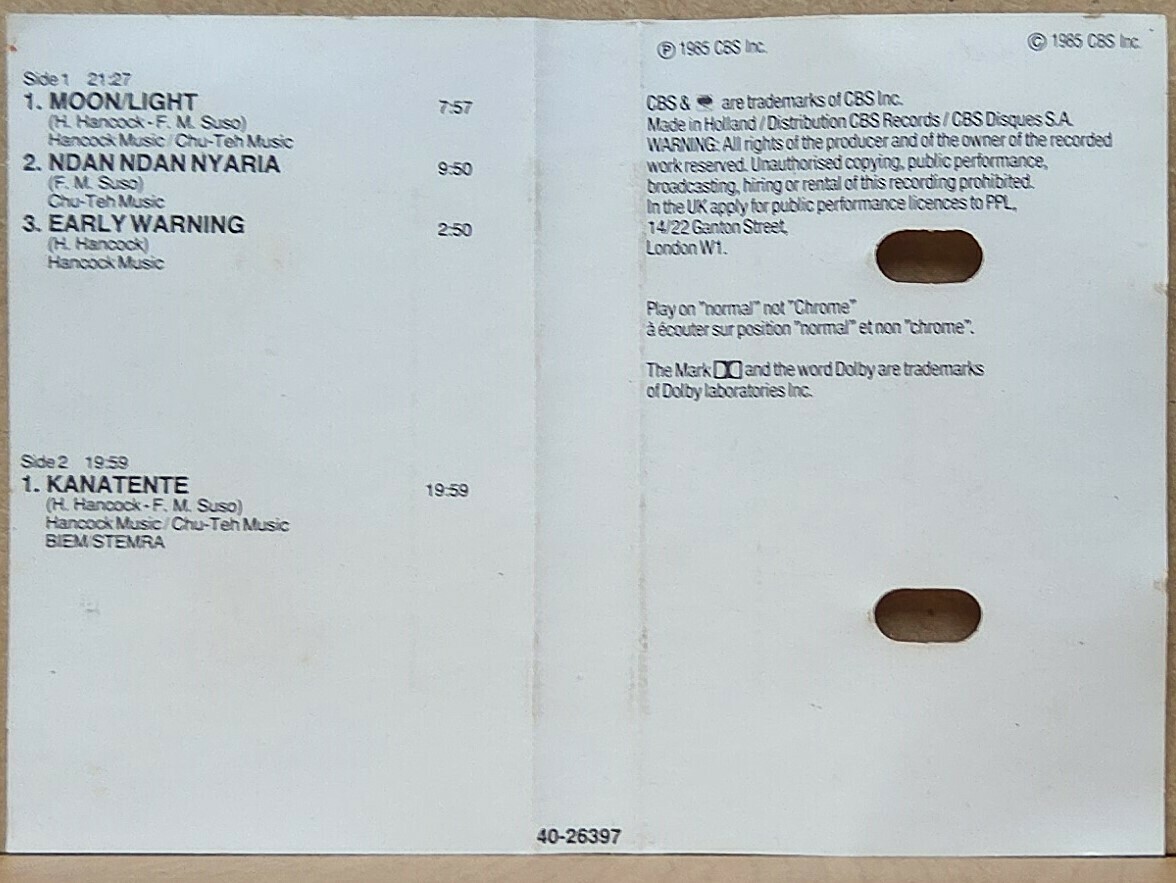 Side 1 21:27
1. MOON/LIGHT 7:57
(H. Hancock - F. M. Suso)
Hancock Music / Chu-Teh Music
2. NDAN NDAN NYARIA 9:50
(F. M. Suso)
Chu-Teh Music
3. EARLY WARNING 2:50
(H. Hancock)
Hancock Music
Side 2 19:59
1. KANATENTE 19:59
(H. Hancock - F. M. Suso)
Hancock Music / Chu-Teh Music
BIEM/STEMRA
40-26397
℗ 1985 CBS Inc.
© 1985 CBS Inc.
CBS & are trademarks of CBS Inc.
Made in Holland / Distribution CBS Records / CBS Disques S.A.
WARNING: All rights of the producer and of the owner of the recorded
work reserved. Unauthorised copying, public performance,
broadcasting, hiring or rental of this recording prohibited.
In the UK apply for public performance licences to PPL,
14/22 Ganton Street,
London W1.
Play on "normal" not "Chrome"
à écouter sur position "normal" et non "chrome".
The Mark and the word Dolby are trademarks
of Dolby laboratories Inc.